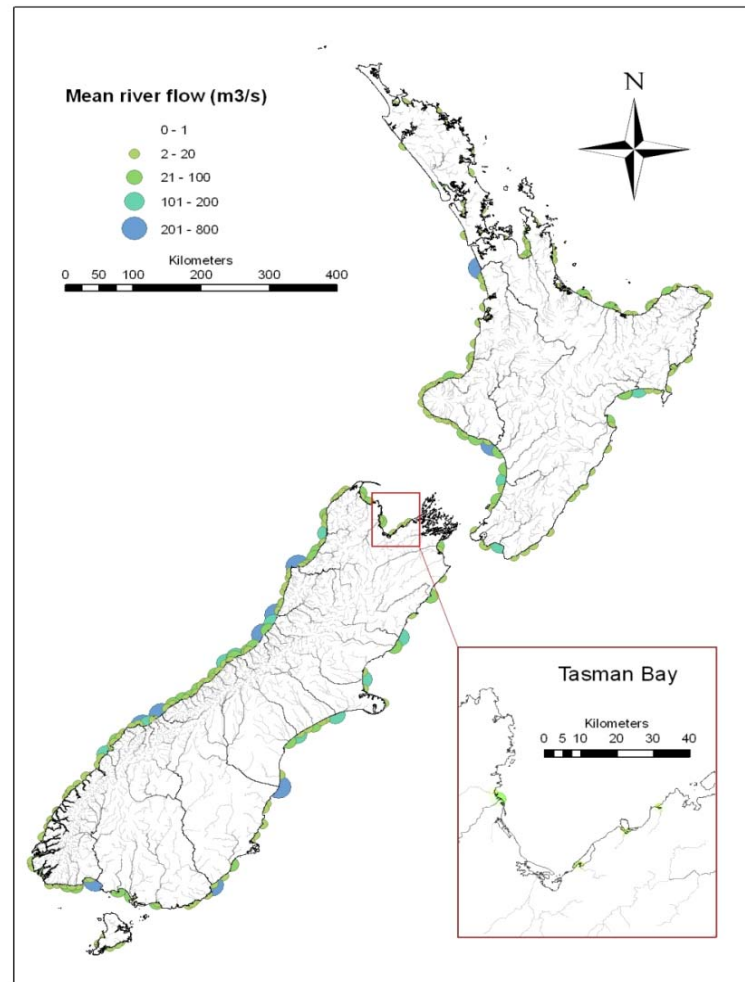 N
Mean river flow (m3/s)
0 - 1
2 - 20
21 - 100
101 - 200
201 - 800
Kilometers
0 50 100 200 300 400
Tasman Bay
Kilometers
0 5 10 20 30 40